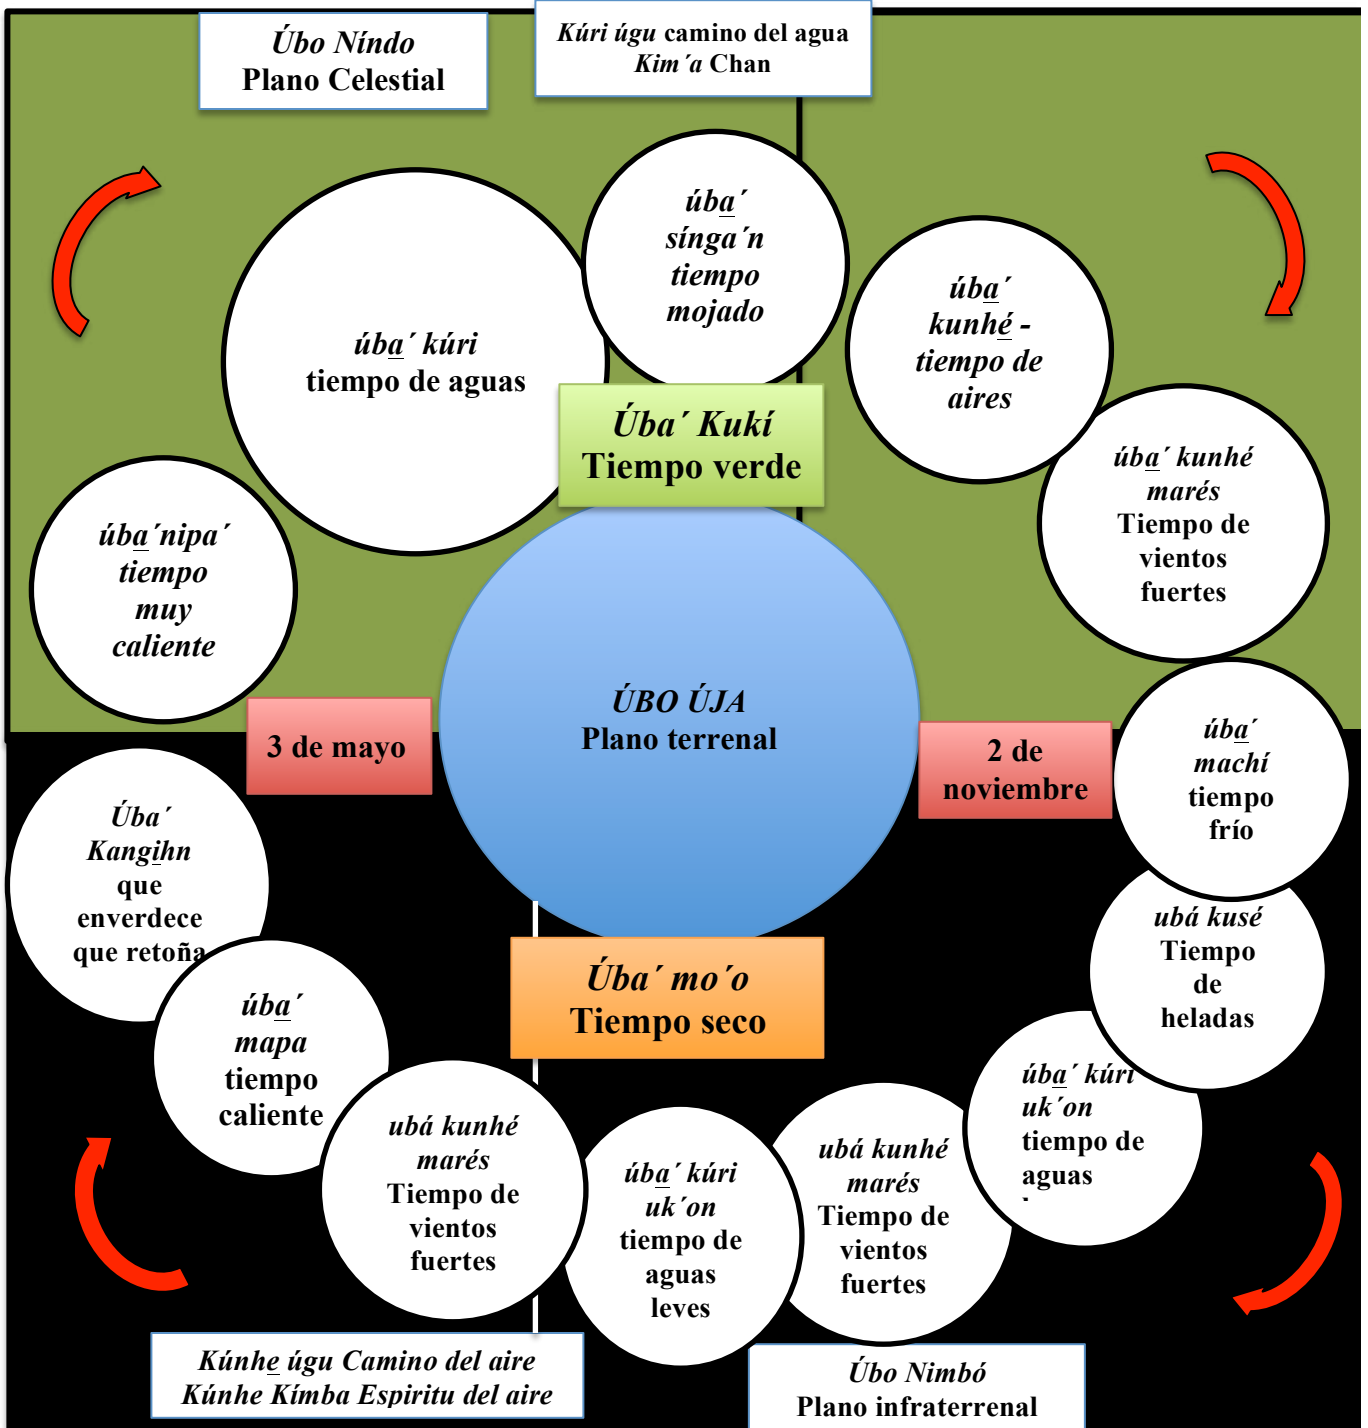 Úbo Níndo
Plano Celestial
Kúri úgu camino del agua
Kim´a Chan
úba̲´
sínga´n
tiempo
mojado
úba̲´
kunhé̲ -
tiempo de
aires
úba̲´ kúri
tiempo de aguas
Úba´ Kukí
Tiempo verde
úba̲´ kunhé
marés
Tiempo de
vientos
fuertes
úba̲´nipa´
tiempo
muy
caliente
ÚBO ÚJA
Plano terrenal
3 de mayo
2 de
noviembre
úba̲´
machí
tiempo
frío
Úba´
Kangi̲hn
que
enverdece
que retoña
ubá kusé
Tiempo
de
heladas
Úba´ mo´o
Tiempo seco
úba̲´
mapa
tiempo
caliente
úba̲´ kúri
uk´on
tiempo de
aguas
ubá kunhé
marés
Tiempo de
vientos
fuertes
úba̲´ kúri
uk´on
tiempo de
aguas
leves
ubá kunhé
marés
Tiempo de
vientos
fuertes
Kúnhe̲ úgu Camino del aire
Kúnhe Kímba Espiritu del aire
Úbo Nimbó
Plano infraterrenal